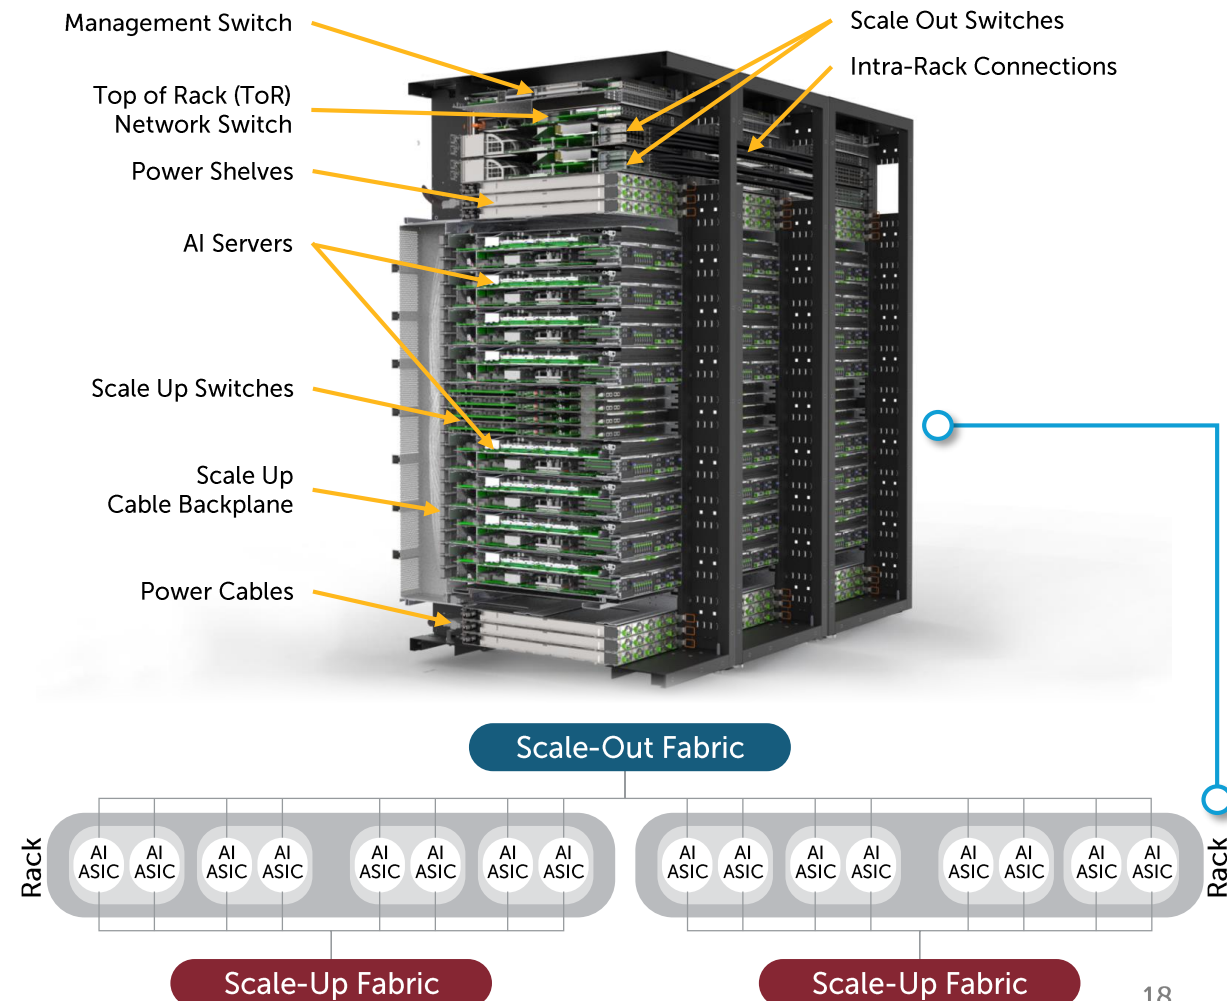 Management Switch
Top of Rack (ToR)
Network Switch
Power Shelves
AI Servers
Scale Up Switches
Scale Up
Cable Backplane
Power Cables
Scale Out Switches
Intra-Rack Connections
Scale-Out Fabric
Rack
AI
ASIC
AI
ASIC
AI
ASIC
AI
ASIC
AI
ASIC
AI
ASIC
AI
ASIC
AI
ASIC
AI
ASIC
AI
ASIC
AI
ASIC
AI
ASIC
AI
ASIC
AI
ASIC
AI
ASIC
AI
ASIC
Rack
Scale-Up Fabric
Scale-Up Fabric
18